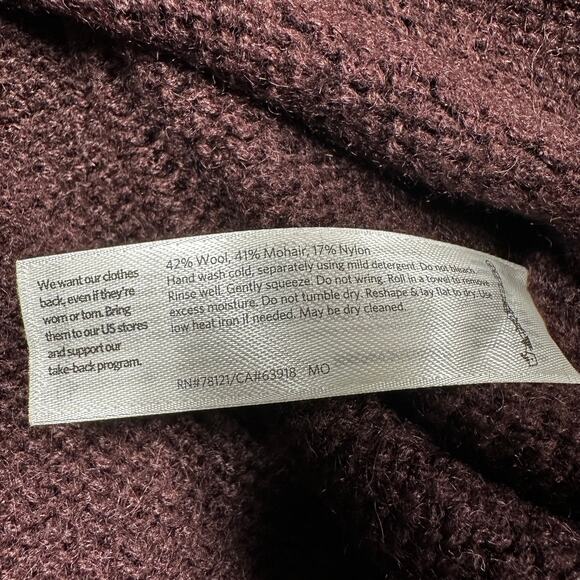 We want our clothes
back, even if they're
worn or torn. Bring
them to our US stores
and support our
take-back program.
42% Wool, 41% Mohair, 17% Nylon
Hand wash cold, separately using mild detergent. Do not bleach.
Rinse well. Gently squeeze. Do not wring. Roll in a towel to remove
excess moisture. Do not tumble dry. Reshape & lay flat to dry. Use
low heat iron if needed. May be dry cleaned.
RN#78121/CA#63918 MO